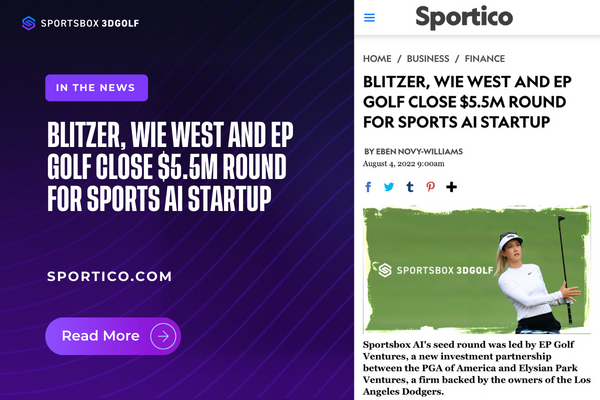 SPORTSBOX 3DGOLF
IN THE NEWS
BLITZER, WIE WEST AND EP
GOLF CLOSE $5.5M ROUND
FOR SPORTS AI STARTUP
SPORTICO.COM
Read More
Sportico
HOME / BUSINESS / FINANCE
BLITZER, WIE WEST AND EP
GOLF CLOSE $5.5M ROUND
FOR SPORTS AI STARTUP
BY EBEN NOVY-WILLIAMS
August 4, 2022 9:00am
SPORTSBOX 3DGOLF
Sportsbox AI's seed round was led by EP Golf
Ventures, a new investment partnership
between the PGA of America and Elysian Park
Ventures, a firm backed by the owners of the Los
Angeles Dodgers.